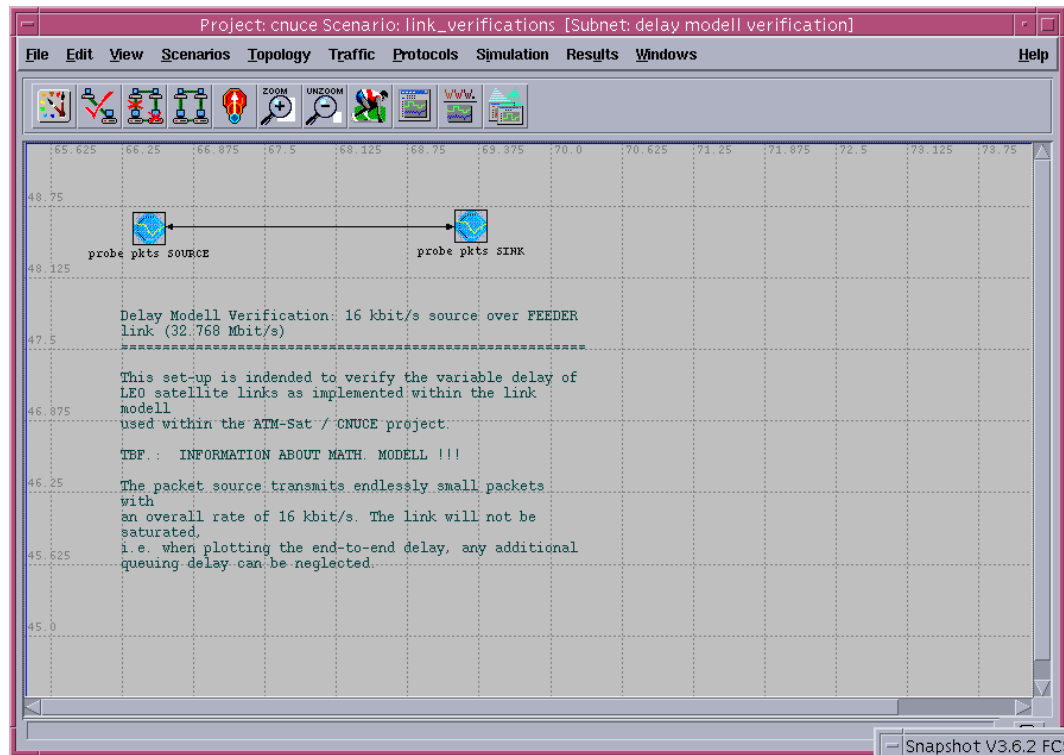 Project: cnuce Scenario: link_verifications [Subnet: delay modell verification]
File Edit View Scenarios Topology Traffic Protocols Simulation Results Windows Help
ZOOM UNZOOM
65.625 66.25 66.875 67.5 68.125 68.75 69.375 70.0 70.625 71.25 71.875 72.5 73.125 73.75
48.75
probe pkts SOURCE probe pkts SINK
48.125
Delay Modell Verification: 16 kbit/s source over FEEDER
link (32.768 Mbit/s)
47.5
=========================================================
This set-up is indended to verify the variable delay of
LEO satellite links as implemented within the link
modell
46.875
used within the ATM-Sat / CNUCE project.
TBF.: INFORMATION ABOUT MATH. MODELL !!!
46.25
The packet source transmits endlessly small packets
with
an overall rate of 16 kbit/s. The link will not be
saturated,
i.e. when plotting the end-to-end delay, any additional
45.625
queuing delay can be neglected.
45.0
Snapshot V3.6.2 FC